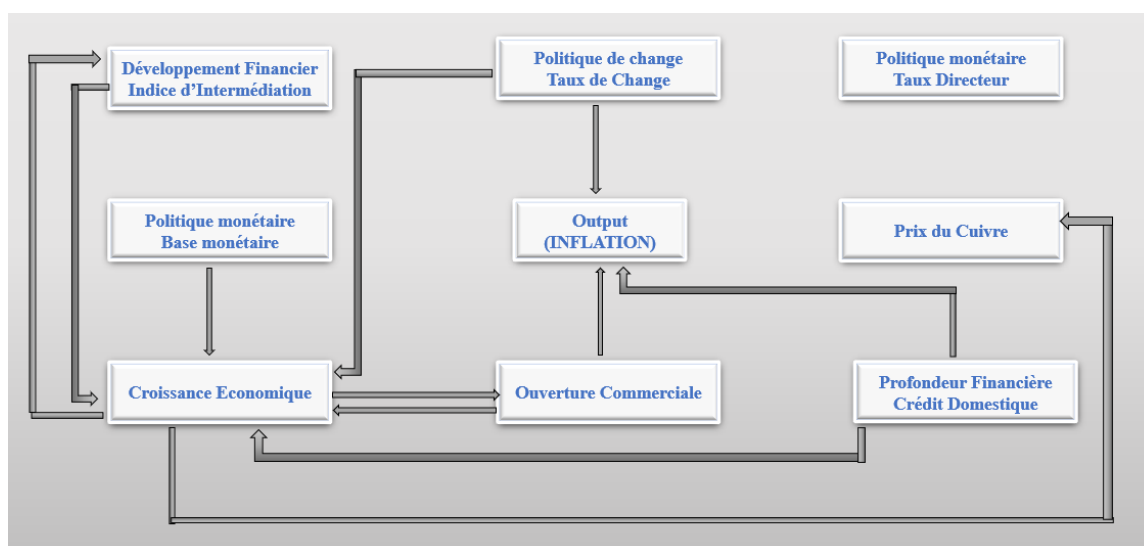 Développement Financier
Indice d'Intermédiation
Politique de change
Taux de Change
Politique monétaire
Taux Directeur
Politique monétaire
Base monétaire
Output
(INFLATION)
Prix du Cuivre
Croissance Economique
Ouverture Commerciale
Profondeur Financière
Crédit Domestique